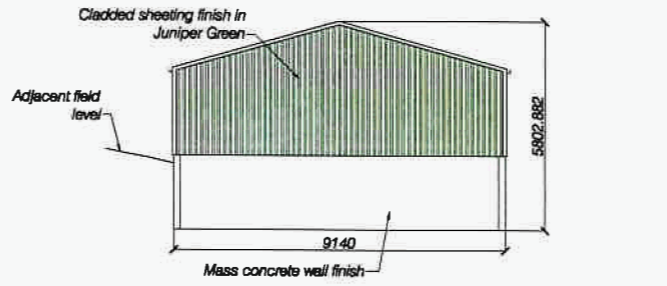 Cladded sheeting finish in
Juniper Green
Adjacent field
level
5802.882
9140
Mass concrete wall finish